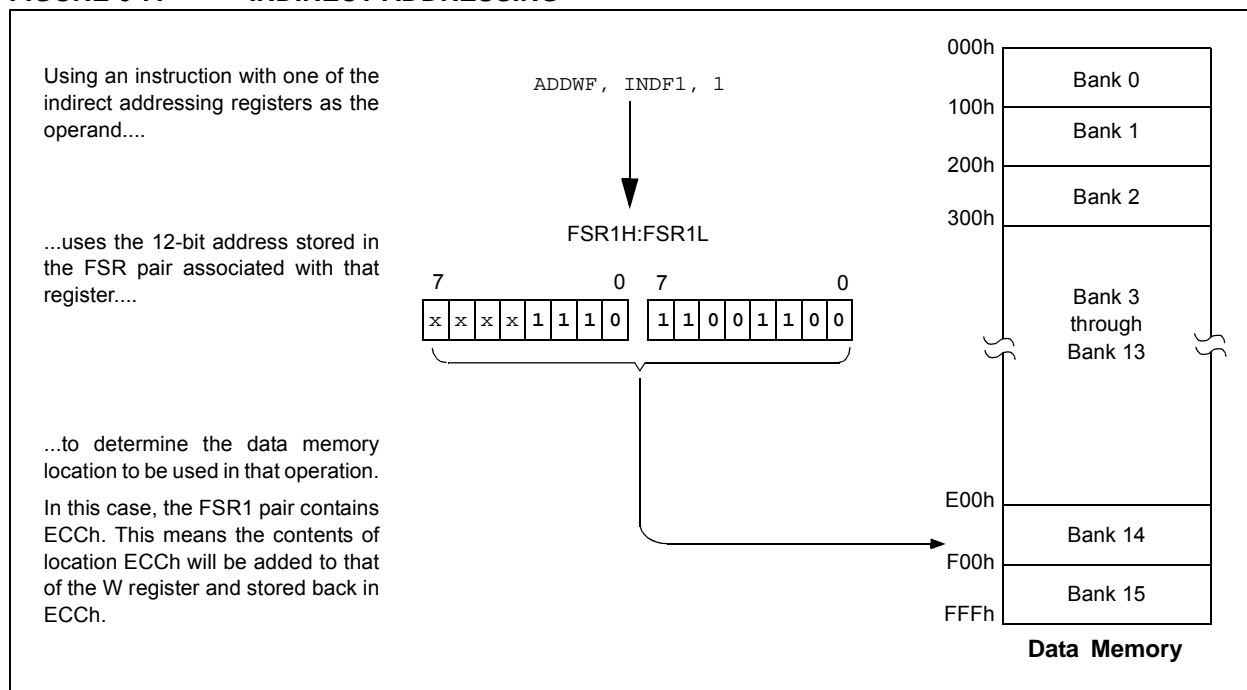 Using an instruction with one of the
indirect addressing registers as the
operand....
ADDWF, INDF1, 1
...uses the 12-bit address stored in
the FSR pair associated with that
register....
FSR1H:FSR1L
7 0 7 0
x x x x 1 1 1 0 1 1 0 0 1 1 0 0
...to determine the data memory
location to be used in that operation.
In this case, the FSR1 pair contains
ECCh. This means the contents of
location ECCh will be added to that
of the W register and stored back in
ECCh.
000h
Bank 0
100h
Bank 1
200h
Bank 2
300h
Bank 3
through
Bank 13
E00h
Bank 14
F00h
Bank 15
FFFh
Data Memory